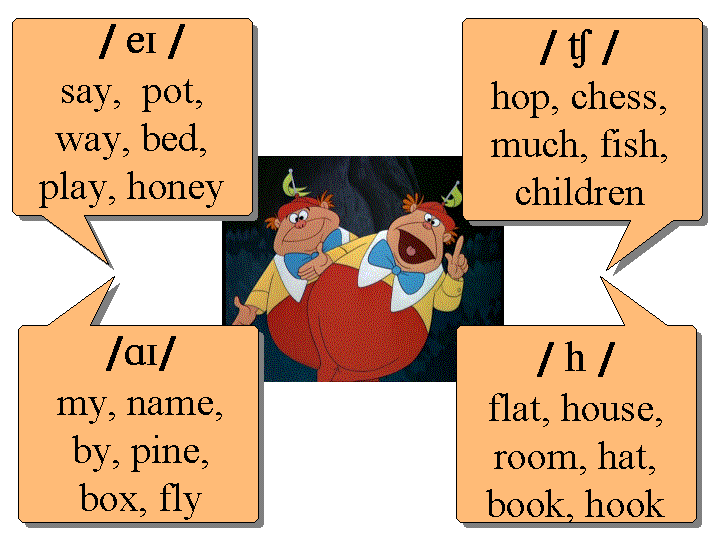 / eɪ /
say, pot,
way, bed,
play, honey
/ ʧ /
hop, chess,
much, fish,
children
/ɑɪ/
my, name,
by, pine,
box, fly
/ h /
flat, house,
room, hat,
book, hook